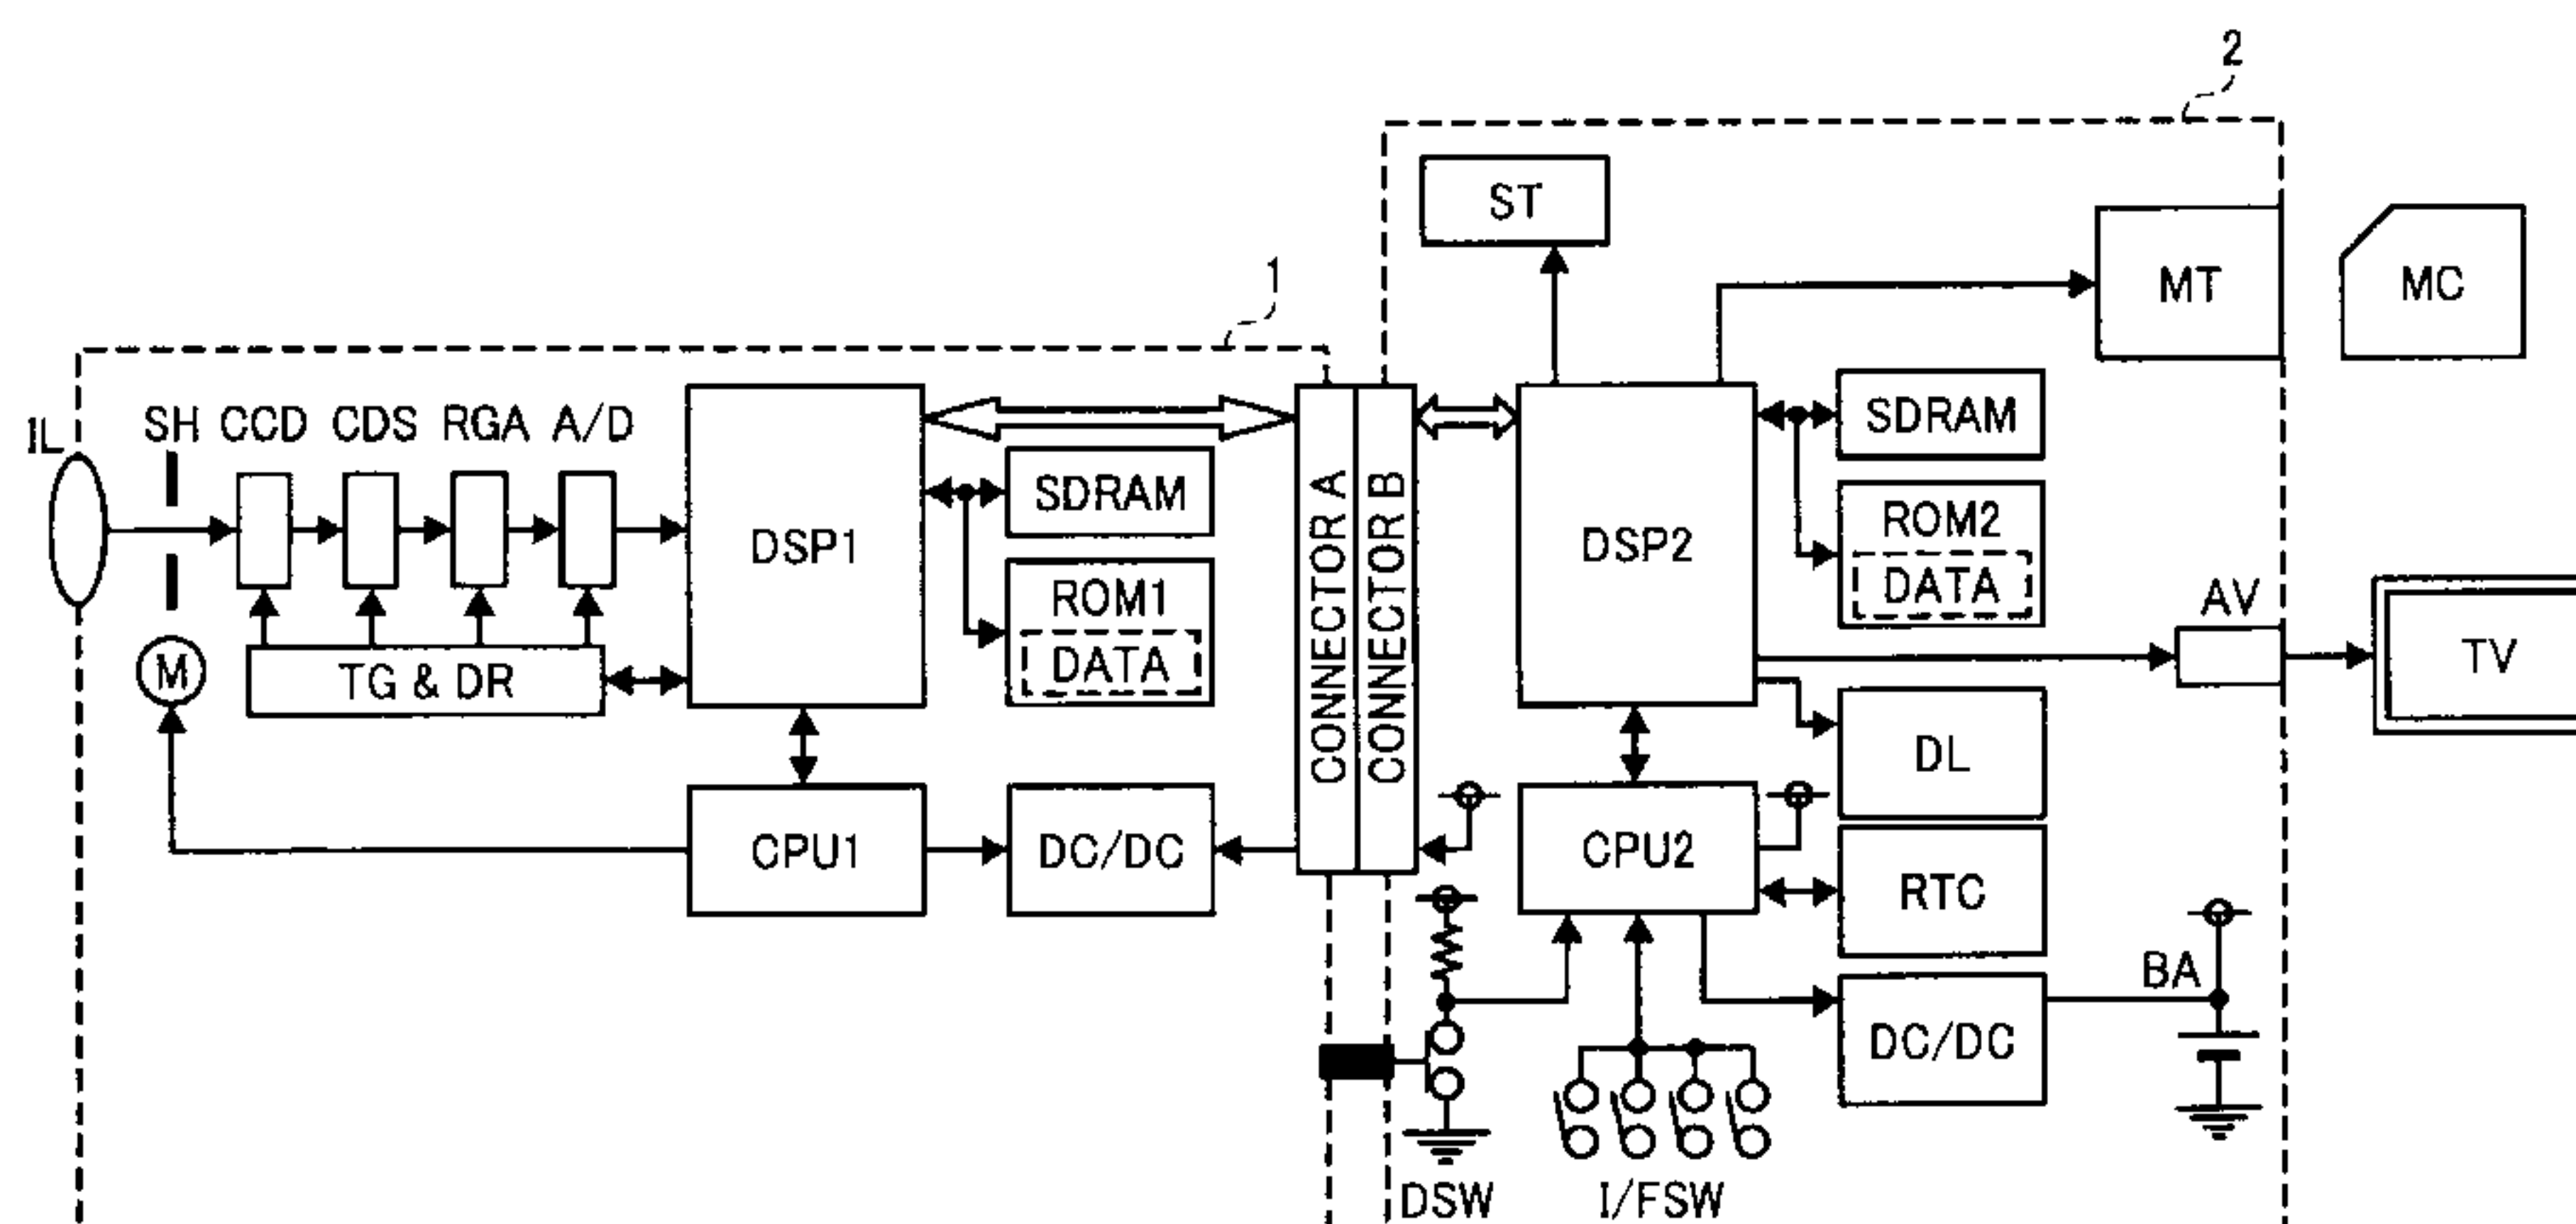 2
ST
MT
MC
1
IL
SH
CCD
CDS
RGA
A/D
DSP1
SDRAM
ROM1
DATA
TG & DR
M
CPU1
DC/DC
CONNECTOR A
CONNECTOR B
DSP2
SDRAM
ROM2
DATA
AV
TV
DL
CPU2
RTC
BA
DC/DC
DSW
I/FSW